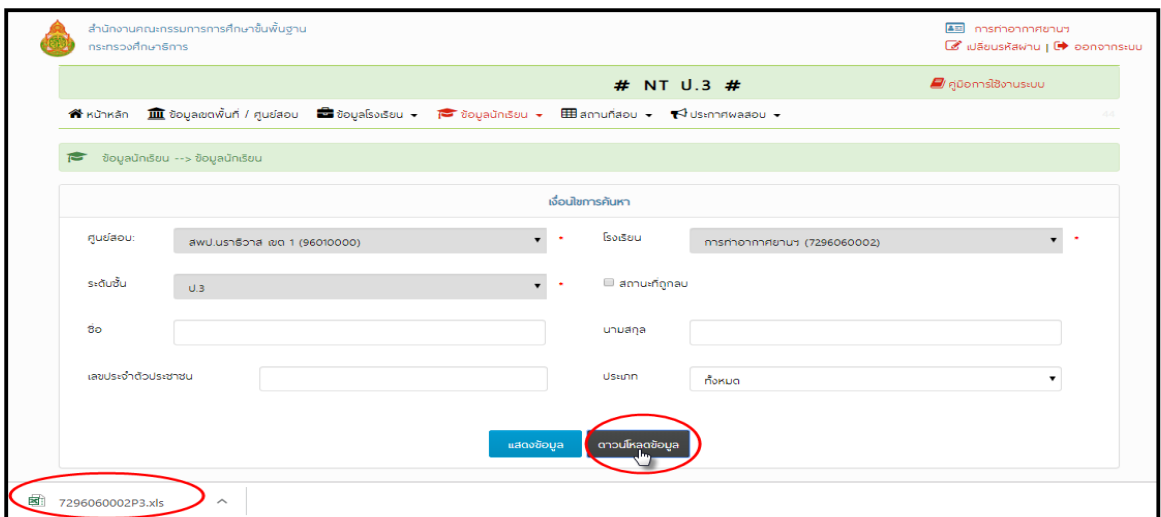 สำนักงานคณะกรรมการการศึกษาขั้นพื้นฐาน
กระทรวงศึกษาธิการ
การท่าอากาศยานฯ
เปลี่ยนรหัสผ่าน | ออกจากระบบ
# NT ป.3 #
คู่มือการใช้งานระบบ
หน้าหลัก ข้อมูลเขตพื้นที่ / ศูนย์สอบ ข้อมูลโรงเรียน ข้อมูลนักเรียน สถานที่สอบ ประกาศผลสอบ
ข้อมูลนักเรียน --> ข้อมูลนักเรียน
เงื่อนไขการค้นหา
ศูนย์สอบ: สพป.นราธิวาส เขต 1 (96010000) * โรงเรียน การท่าอากาศยานฯ (7296060002) *
ระดับชั้น ป.3 * สถานะที่ถูกลบ
ชื่อ นามสกุล
เลขประจำตัวประชาชน ประเภท ทั้งหมด
แสดงข้อมูล ดาวน์โหลดข้อมูล
7296060002P3.xls